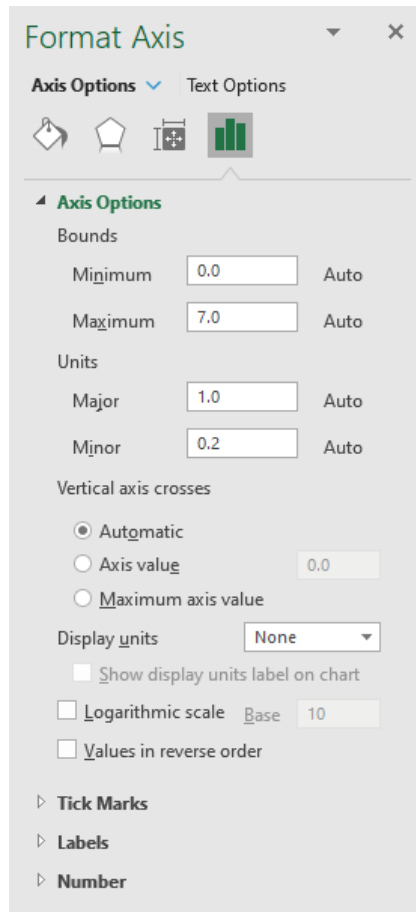 Format Axis
Axis Options Text Options
Axis Options
Bounds
Minimum 0.0 Auto
Maximum 7.0 Auto
Units
Major 1.0 Auto
Minor 0.2 Auto
Vertical axis crosses
Automatic
Axis value 0.0
Maximum axis value
Display units None
Show display units label on chart
Logarithmic scale Base 10
Values in reverse order
Tick Marks
Labels
Number